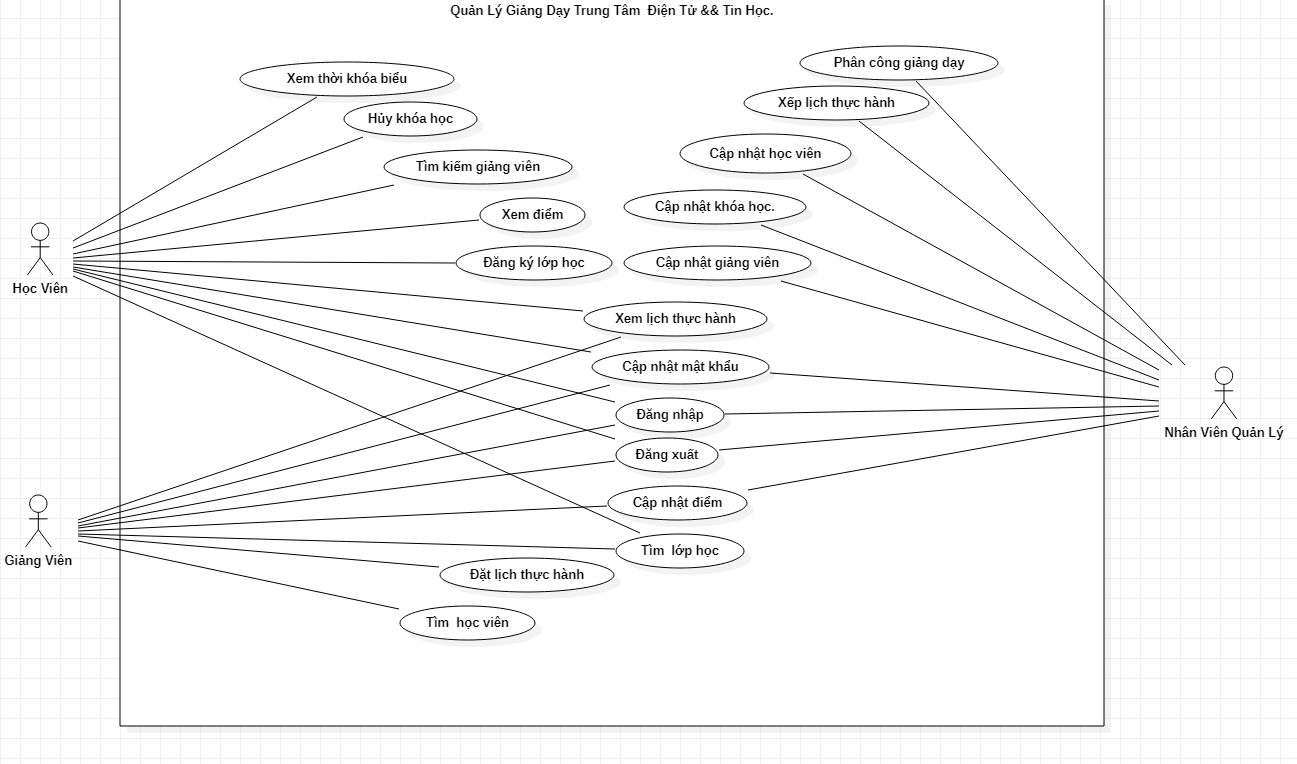 Quản Lý Giảng Dạy Trung Tâm  Điện Tử && Tin Học.
Phân công giảng dạy
Xem thời khóa biểu
Xếp lịch thực hành
Hủy khóa học
Cập nhật học viên
Tìm kiếm giảng viên
Cập nhật khóa học.
Xem điểm
Đăng ký lớp học
Cập nhật giảng viên
Học Viên
Xem lịch thực hành
Cập nhật mật khẩu
Đăng nhập
Nhân Viên Quản Lý
Đăng xuất
Cập nhật điểm
Tìm  lớp học
Giảng Viên
Đặt lịch thực hành
Tìm  học viên